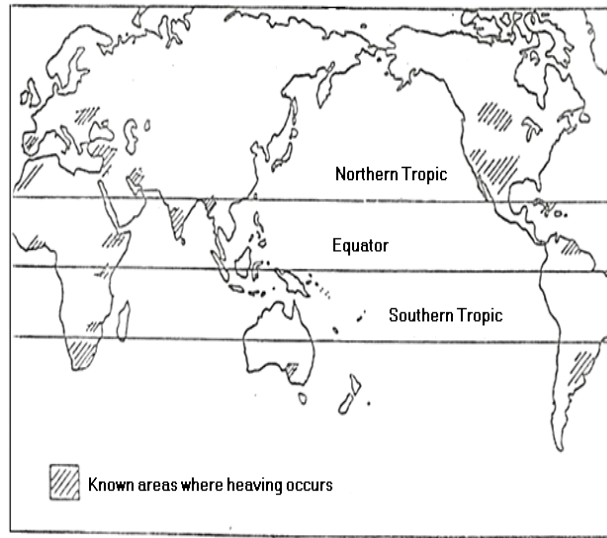 Northern Tropic
Equator
Southern Tropic
Known areas where heaving occurs